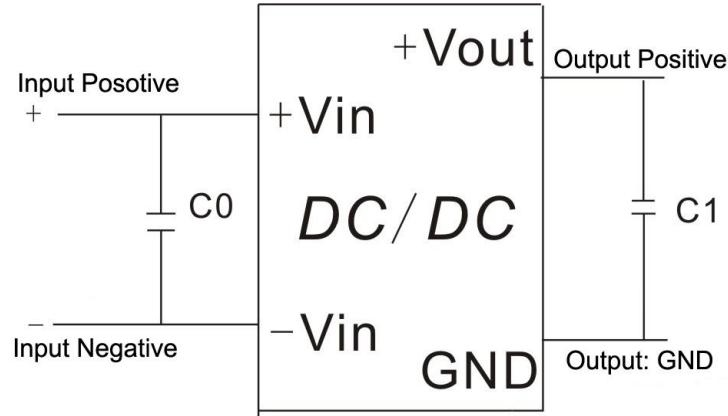 +Vout
Output Positive
Input Posotive
+
+Vin
C0
DC/DC
C1
−
−Vin
Input Negative
GND
Output: GND